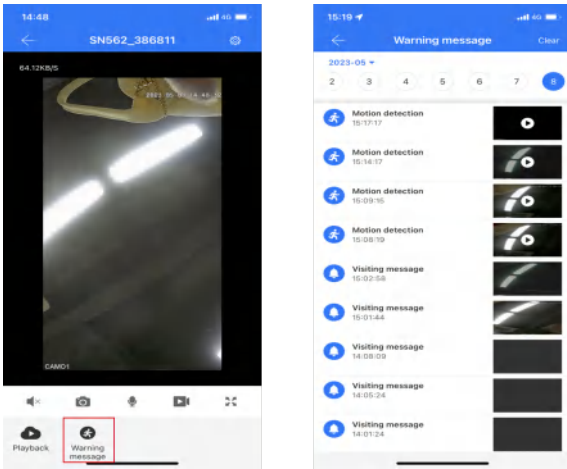 14:48
4G
SN562_386811
64.12KB/S
CAM01
Playback
Warning
message
15:19
4G
Warning message
Clear
2023-05
2 3 4 5 6 7 8
Motion detection
15:17:17
Motion detection
15:14:17
Motion detection
15:09:15
Motion detection
15:08:19
Visiting message
15:02:58
Visiting message
15:01:44
Visiting message
14:08:09
Visiting message
14:05:24
Visiting message
14:01:24